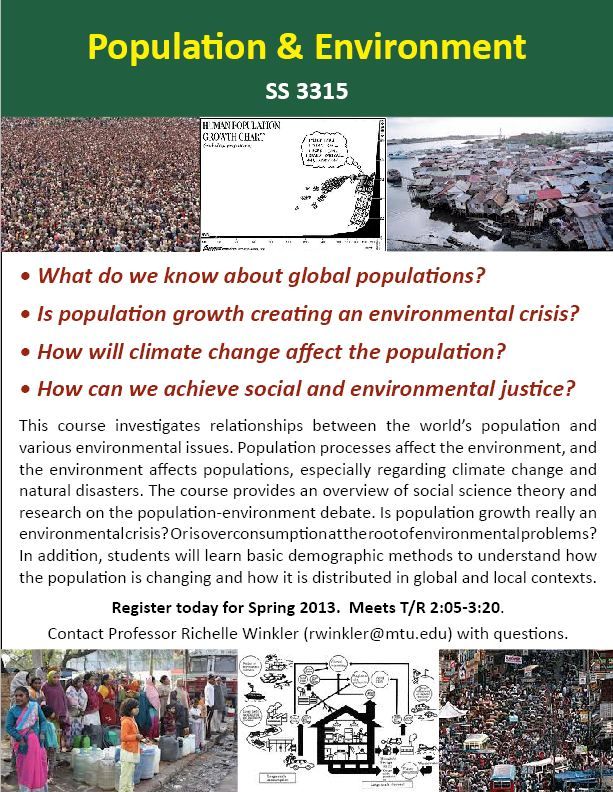 Population & Environment
SS 3315
HUMAN POPULATION
GROWTH CHART
• What do we know about global populations?
• Is population growth creating an environmental crisis?
• How will climate change affect the population?
• How can we achieve social and environmental justice?
This course investigates relationships between the world's population and
various environmental issues. Population processes affect the environment, and
the environment affects populations, especially regarding climate change and
natural disasters. The course provides an overview of social science theory and
research on the population-environment debate. Is population growth really an
environmentalcrisis? Orisoverconsumptionattherootofenvironmentalproblems?
In addition, students will learn basic demographic methods to understand how
the population is changing and how it is distributed in global and local contexts.
Register today for Spring 2013. Meets T/R 2:05-3:20.
Contact Professor Richelle Winkler (rwinkler@mtu.edu) with questions.